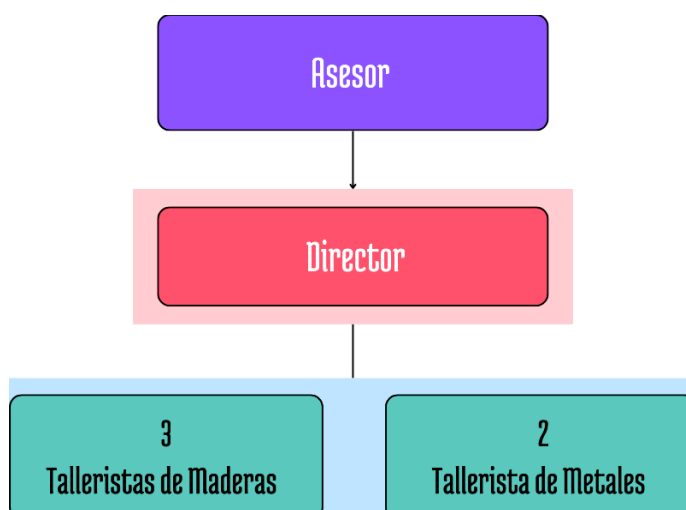 Asesor
Director
3
Talleristas de Maderas
2
Tallerista de Metales